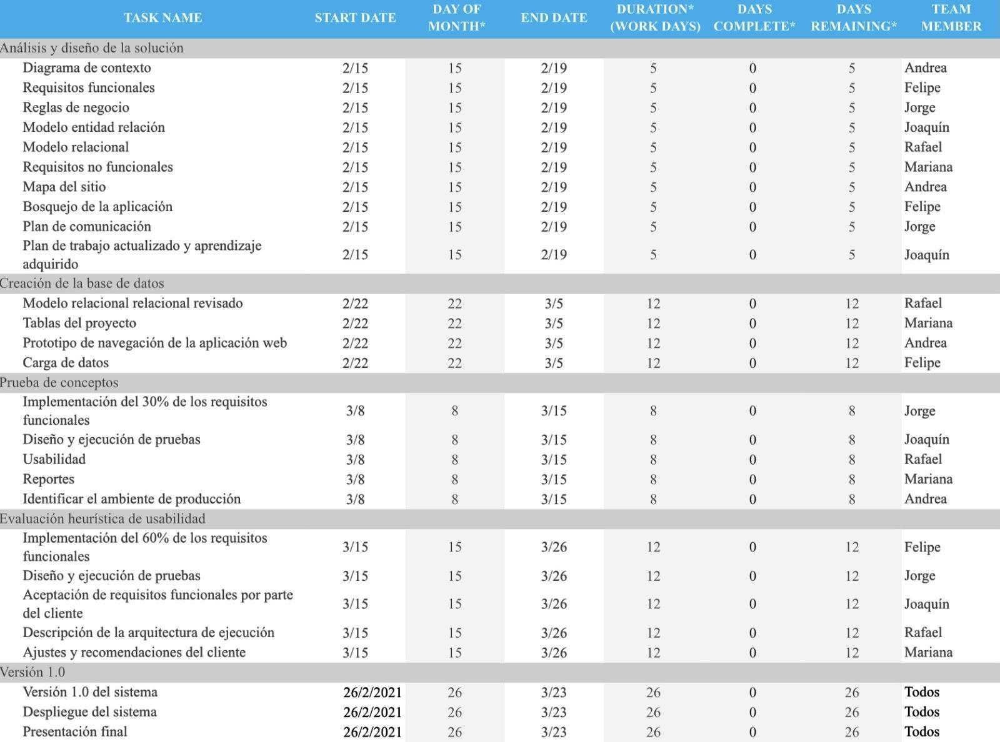 TASK NAME START DATE DAY OF MONTH* END DATE DURATION* (WORK DAYS) DAYS COMPLETE* DAYS REMAINING* TEAM MEMBER
Análisis y diseño de la solución
Diagrama de contexto 2/15 15 2/19 5 0 5 Andrea
Requisitos funcionales 2/15 15 2/19 5 0 5 Felipe
Reglas de negocio 2/15 15 2/19 5 0 5 Jorge
Modelo entidad relación 2/15 15 2/19 5 0 5 Joaquín
Modelo relacional 2/15 15 2/19 5 0 5 Rafael
Requisitos no funcionales 2/15 15 2/19 5 0 5 Mariana
Mapa del sitio 2/15 15 2/19 5 0 5 Andrea
Bosquejo de la aplicación 2/15 15 2/19 5 0 5 Felipe
Plan de comunicación 2/15 15 2/19 5 0 5 Jorge
Plan de trabajo actualizado y aprendizaje
adquirido 2/15 15 2/19 5 0 5 Joaquín
Creación de la base de datos
Modelo relacional relacional revisado 2/22 22 3/5 12 0 12 Rafael
Tablas del proyecto 2/22 22 3/5 12 0 12 Mariana
Prototipo de navegación de la aplicación web 2/22 22 3/5 12 0 12 Andrea
Carga de datos 2/22 22 3/5 12 0 12 Felipe
Prueba de conceptos
Implementación del 30% de los requisitos
funcionales 3/8 8 3/15 8 0 8 Jorge
Diseño y ejecución de pruebas 3/8 8 3/15 8 0 8 Joaquín
Usabilidad 3/8 8 3/15 8 0 8 Rafael
Reportes 3/8 8 3/15 8 0 8 Mariana
Identificar el ambiente de producción 3/8 8 3/15 8 0 8 Andrea
Evaluación heurística de usabilidad
Implementación del 60% de los requisitos
funcionales 3/15 15 3/26 12 0 12 Felipe
Diseño y ejecución de pruebas 3/15 15 3/26 12 0 12 Jorge
Aceptación de requisitos funcionales por parte
del cliente 3/15 15 3/26 12 0 12 Joaquín
Descripción de la arquitectura de ejecución 3/15 15 3/26 12 0 12 Rafael
Ajustes y recomendaciones del cliente 3/15 15 3/26 12 0 12 Mariana
Versión 1.0
Versión 1.0 del sistema 26/2/2021 26 3/23 26 0 26 Todos
Despliegue del sistema 26/2/2021 26 3/23 26 0 26 Todos
Presentación final 26/2/2021 26 3/23 26 0 26 Todos